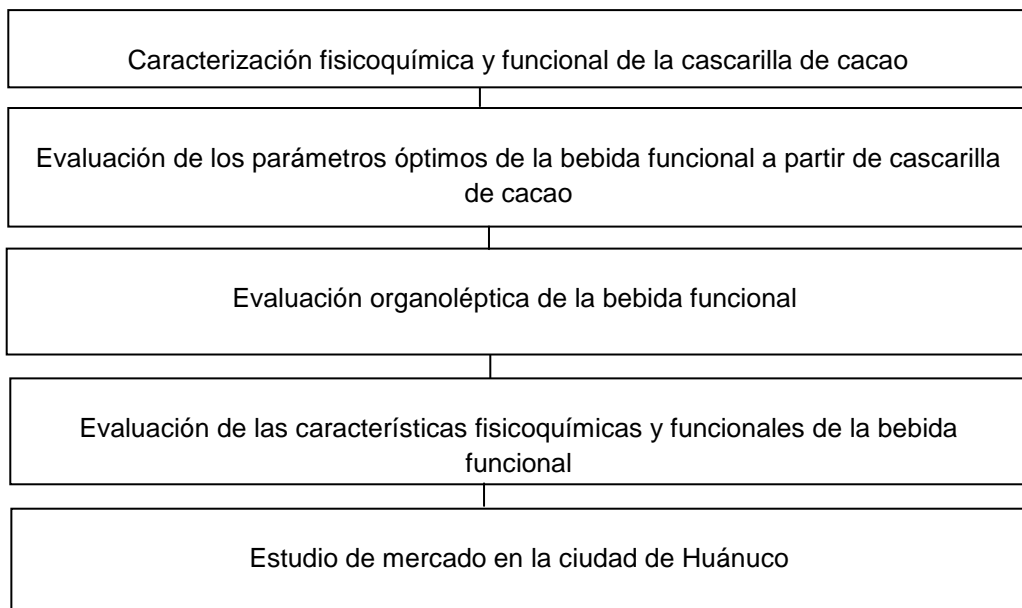 Caracterización fisicoquímica y funcional de la cascarilla de cacao
Evaluación de los parámetros óptimos de la bebida funcional a partir de cascarilla
de cacao
Evaluación organoléptica de la bebida funcional
Evaluación de las características fisicoquímicas y funcionales de la bebida
funcional
Estudio de mercado en la ciudad de Huánuco